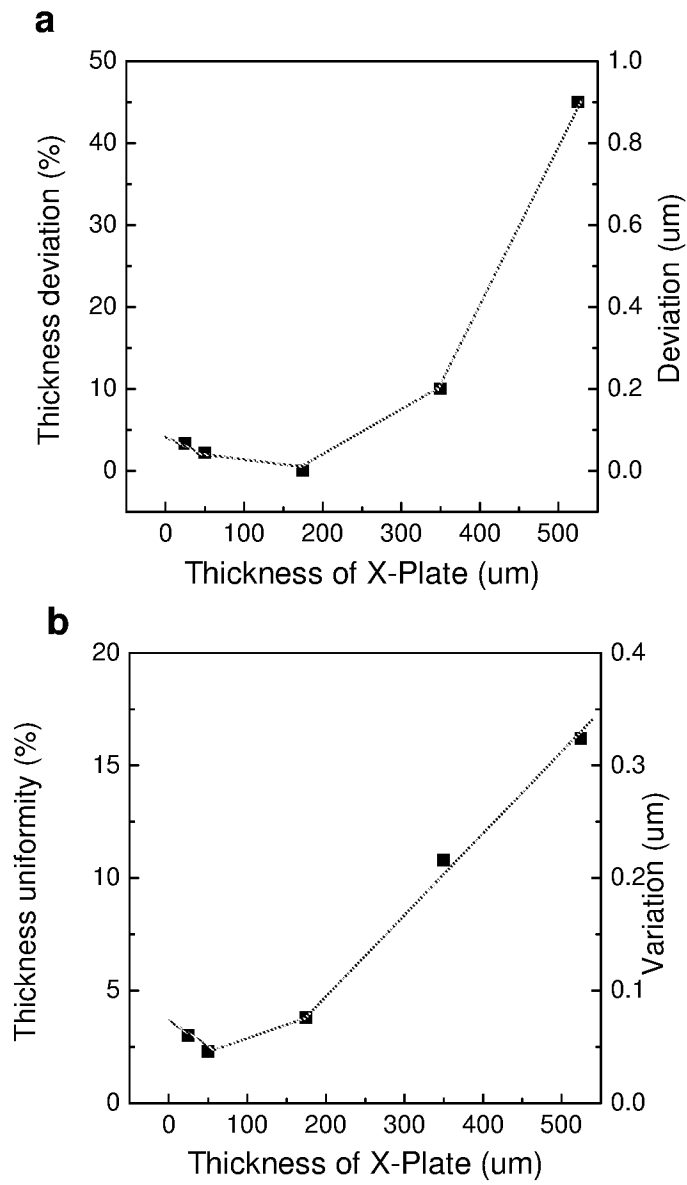 a
50
40
30
20
10
0
Thickness deviation (%)
1.0
0.8
0.6
0.4
0.2
0.0
Deviation (um)
0 100 200 300 400 500
Thickness of X-Plate (um)
b
20
15
10
5
0
Thickness uniformity (%)
0.4
0.3
0.2
0.1
0.0
Variation (um)
0 100 200 300 400 500
Thickness of X-Plate (um)